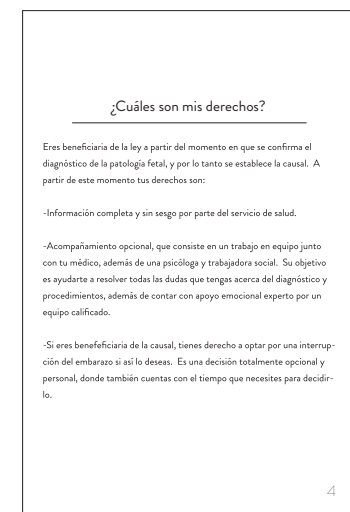 ¿Cuáles son mis derechos?
Eres beneficiaria de la ley a partir del momento en que se confirma el
diagnóstico de la patología fetal, y por lo tanto se establece la causal.  A
partir de este momento tus derechos son:
-Información completa y sin sesgo por parte del servicio de salud.
-Acompañamiento opcional, que consiste en un trabajo en equipo junto
con tu médico, además de una psicóloga y trabajadora social.  Su objetivo
es ayudarte a resolver todas las dudas que tengas acerca del diagnóstico y
procedimientos, además de contar con apoyo emocional experto por un
equipo calificado.
-Si eres benefeficiaria de la causal, tienes derecho a optar por una interrup-
ción del embarazo si así lo deseas.  Es una decisión totalmente opcional y
personal, donde también cuentas con el tiempo que necesites para decidir-
lo.
4